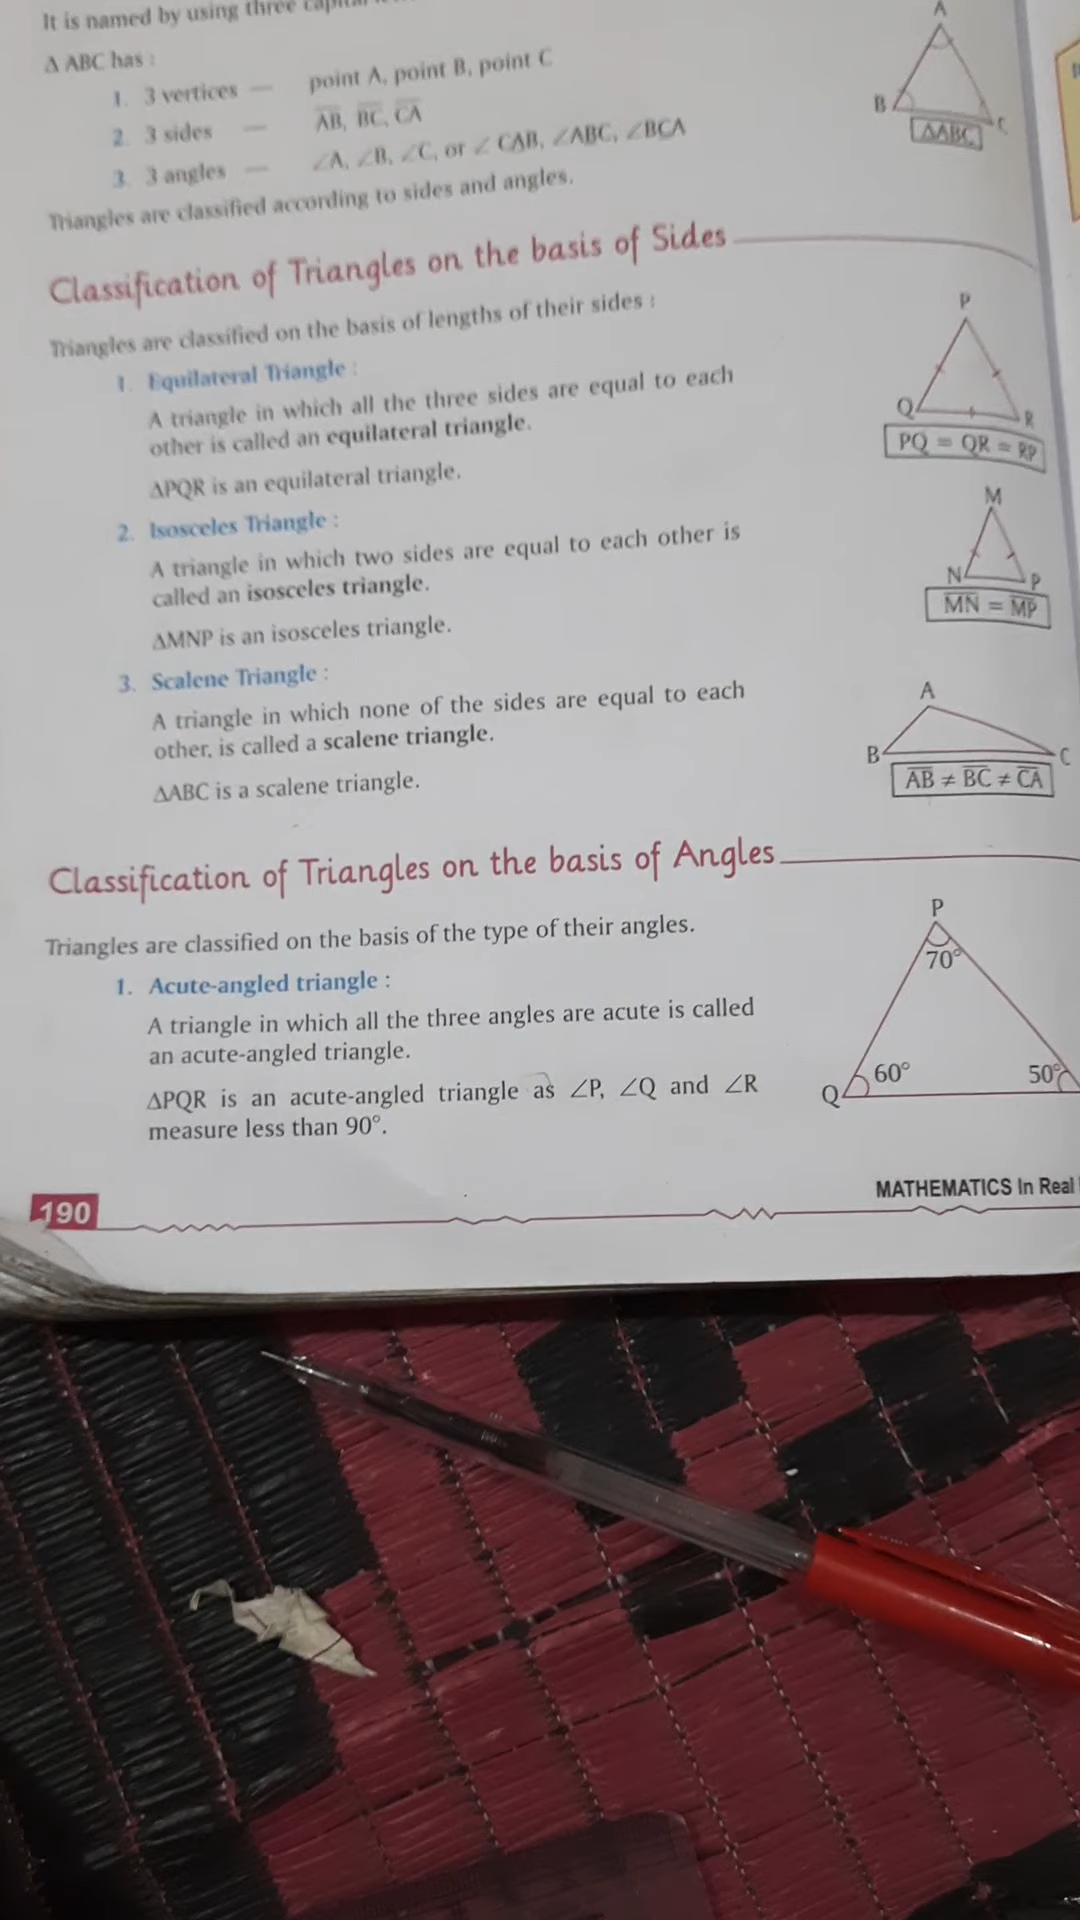 It is named by using three
Δ ABC has :
1. 3 vertices — point A, point B, point C
2. 3 sides — A̅B̅, B̅C̅, C̅A̅
3. 3 angles — ∠A, ∠B, ∠C, or ∠ CAB, ∠ABC, ∠BCA
Triangles are classified according to sides and angles.
A
B
C
ΔABC
Classification of Triangles on the basis of Sides
Triangles are classified on the basis of lengths of their sides :
1. Equilateral Triangle :
A triangle in which all the three sides are equal to each
other is called an equilateral triangle.
ΔPQR is an equilateral triangle.
P
Q
R
PQ = QR = RP
2. Isosceles Triangle :
A triangle in which two sides are equal to each other is
called an isosceles triangle.
ΔMNP is an isosceles triangle.
M
N
P
M̅N̅ = M̅P̅
3. Scalene Triangle :
A triangle in which none of the sides are equal to each
other, is called a scalene triangle.
ΔABC is a scalene triangle.
A
B
C
A̅B̅ ≠ B̅C̅ ≠ C̅A̅
Classification of Triangles on the basis of Angles
Triangles are classified on the basis of the type of their angles.
1. Acute-angled triangle :
A triangle in which all the three angles are acute is called
an acute-angled triangle.
ΔPQR is an acute-angled triangle as ∠P, ∠Q and ∠R
measure less than 90°.
P
70°
Q
60°
50°
MATHEMATICS In Real
190